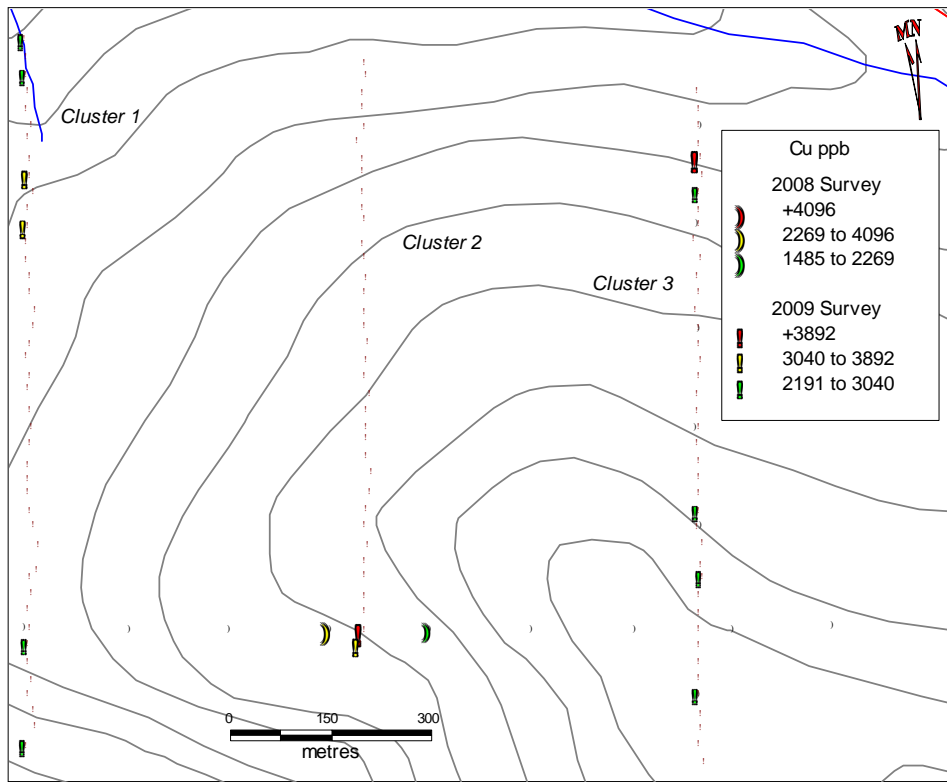 MN
Cluster 1
Cu ppb
2008 Survey
+4096
2269 to 4096
1485 to 2269
Cluster 2
Cluster 3
2009 Survey
+3892
3040 to 3892
2191 to 3040
0 150 300
metres